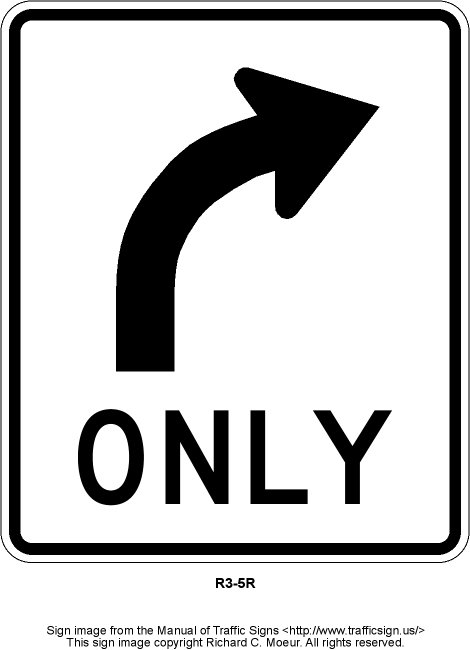 ONLY
R3-5R
Sign image from the Manual of Traffic Signs <http://www.trafficsign.us/>
This sign image copyright Richard C. Moeur. All rights reserved.